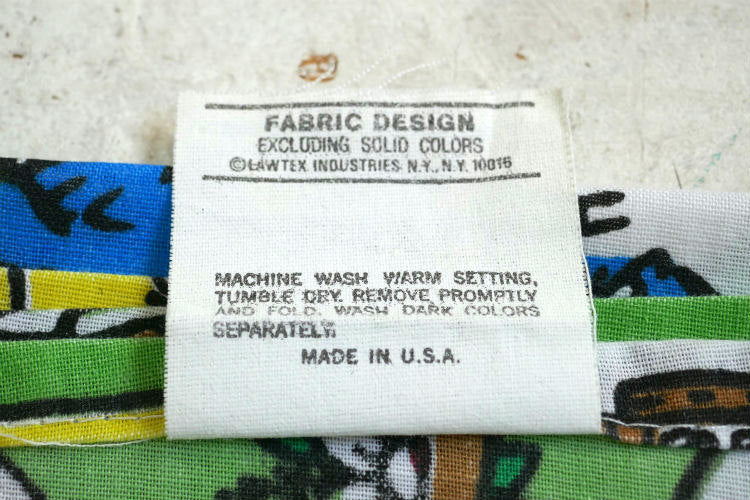 FABRIC DESIGN
EXCLUDING SOLID COLORS
©LAWTEX INDUSTRIES N.Y., N.Y. 10016
MACHINE WASH WARM SETTING,
TUMBLE DRY. REMOVE PROMPTLY
AND FOLD. WASH DARK COLORS
SEPARATELY.
MADE IN U.S.A.